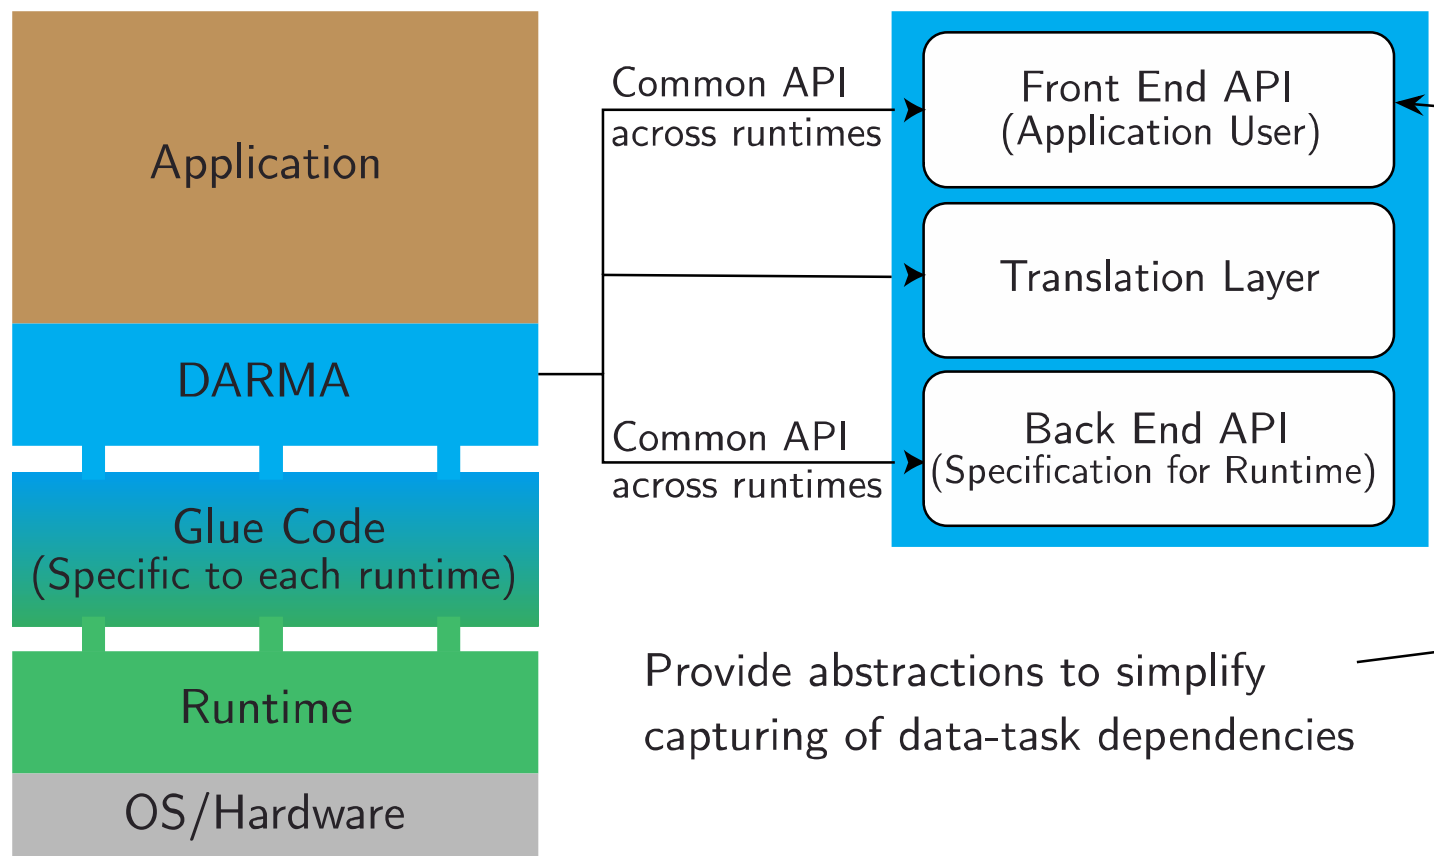 Application
DARMA
Glue Code
(Specific to each runtime)
Runtime
OS/Hardware
Common API
across runtimes
Common API
across runtimes
Front End API
(Application User)
Translation Layer
Back End API
(Specification for Runtime)
Provide abstractions to simplify
capturing of data-task dependencies